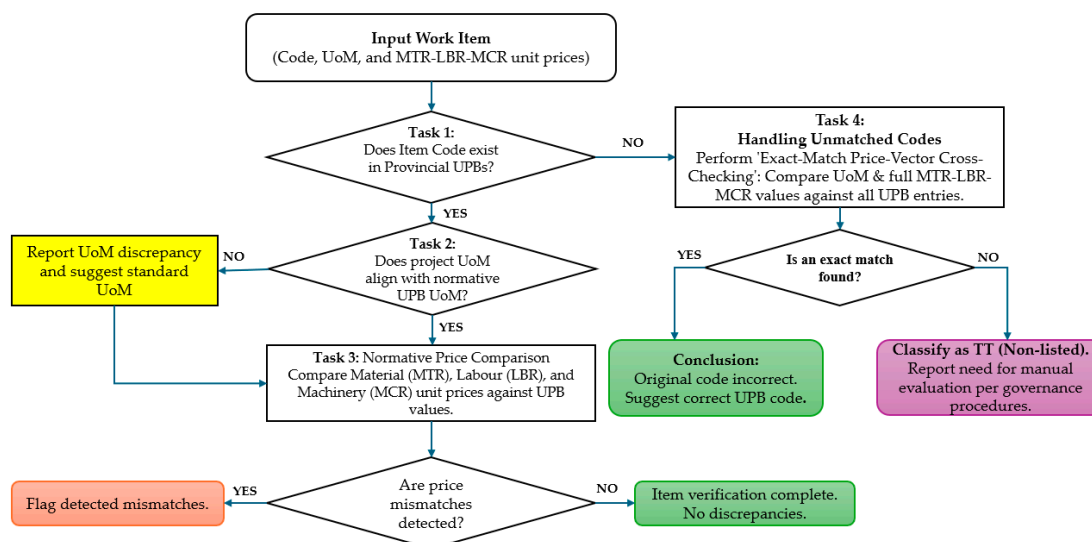 Input Work Item
(Code, UoM, and MTR-LBR-MCR unit prices)
Task 1:
Does Item Code exist
in Provincial UPBs?
NO
Task 4:
Handling Unmatched Codes
Perform 'Exact-Match Price-Vector Cross-
Checking': Compare UoM & full MTR-LBR-
MCR values against all UPB entries.
YES
Task 2:
Does project UoM
align with normative
UPB UoM?
NO
Report UoM discrepancy
and suggest standard
UoM
YES
Is an exact match
found?
YES
NO
Task 3: Normative Price Comparison
Compare Material (MTR), Labour (LBR), and
Machinery (MCR) unit prices against UPB
values.
Conclusion:
Original code incorrect.
Suggest correct UPB code.
Classify as TT (Non-listed).
Report need for manual
evaluation per governance
procedures.
Are price
mismatches
detected?
YES
Flag detected mismatches.
NO
Item verification complete.
No discrepancies.